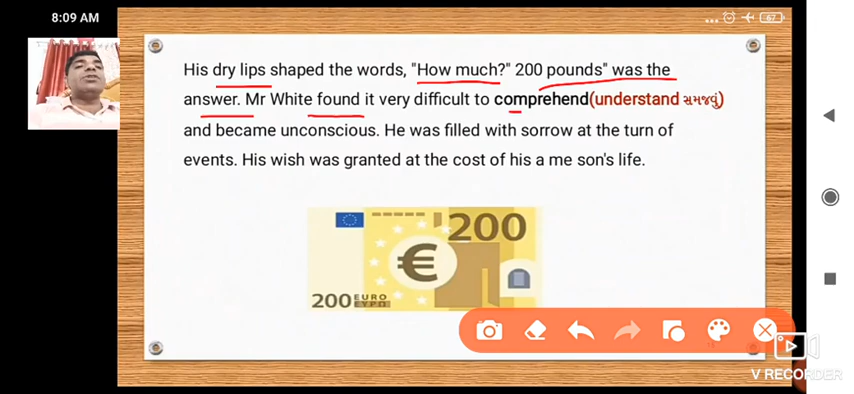 8:09 AM
67
His dry lips shaped the words, "How much?" 200 pounds" was the
answer. Mr White found it very difficult to comprehend(understand સમજવું)
and became unconscious. He was filled with sorrow at the turn of
events. His wish was granted at the cost of his a me son's life.
200
€
200 EURO
ΕΥΡΩ
V RECORDER